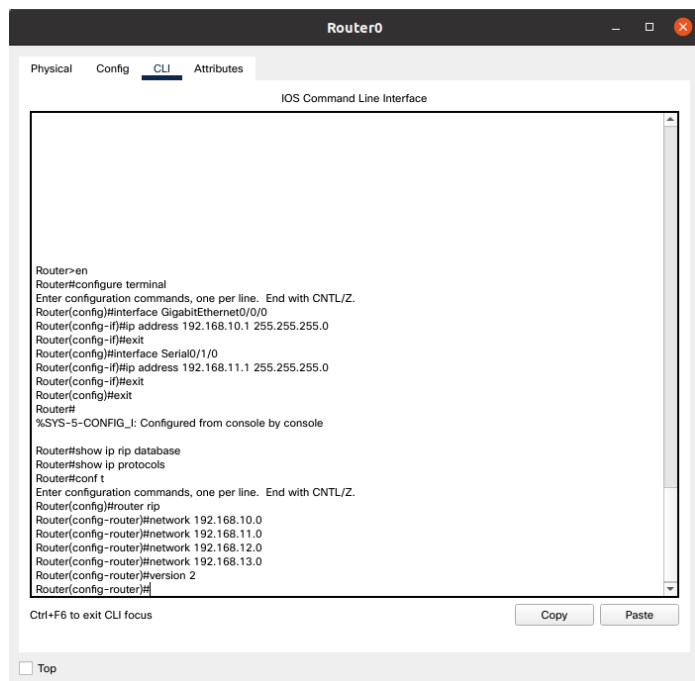 Router0
Physical Config CLI Attributes
IOS Command Line Interface
Router>en
Router#configure terminal
Enter configuration commands, one per line.  End with CNTL/Z.
Router(config)#interface GigabitEthernet0/0/0
Router(config-if)#ip address 192.168.10.1 255.255.255.0
Router(config-if)#exit
Router(config)#interface Serial0/1/0
Router(config-if)#ip address 192.168.11.1 255.255.255.0
Router(config-if)#exit
Router(config)#exit
Router#
%SYS-5-CONFIG_I: Configured from console by console
Router#show ip rip database
Router#show ip protocols
Router#conf t
Enter configuration commands, one per line.  End with CNTL/Z.
Router(config)#router rip
Router(config-router)#network 192.168.10.0
Router(config-router)#network 192.168.11.0
Router(config-router)#network 192.168.12.0
Router(config-router)#network 192.168.13.0
Router(config-router)#version 2
Router(config-router)#
Ctrl+F6 to exit CLI focus
Copy Paste
Top